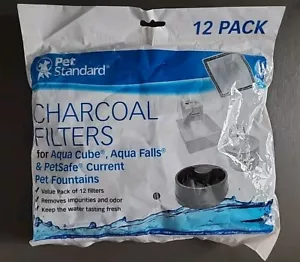 12 PACK
Pet
Standard®
CHARCOAL
FILTERS
for Aqua Cube®, Aqua Falls®
& PetSafe® Current
Pet Fountains
✓ Value Pack of 12 filters
✓ Removes impurities and odor
✓ Keep the water tasting fresh